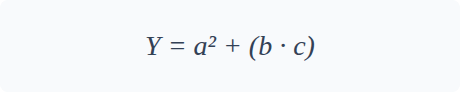 Y = a² + (b · c)